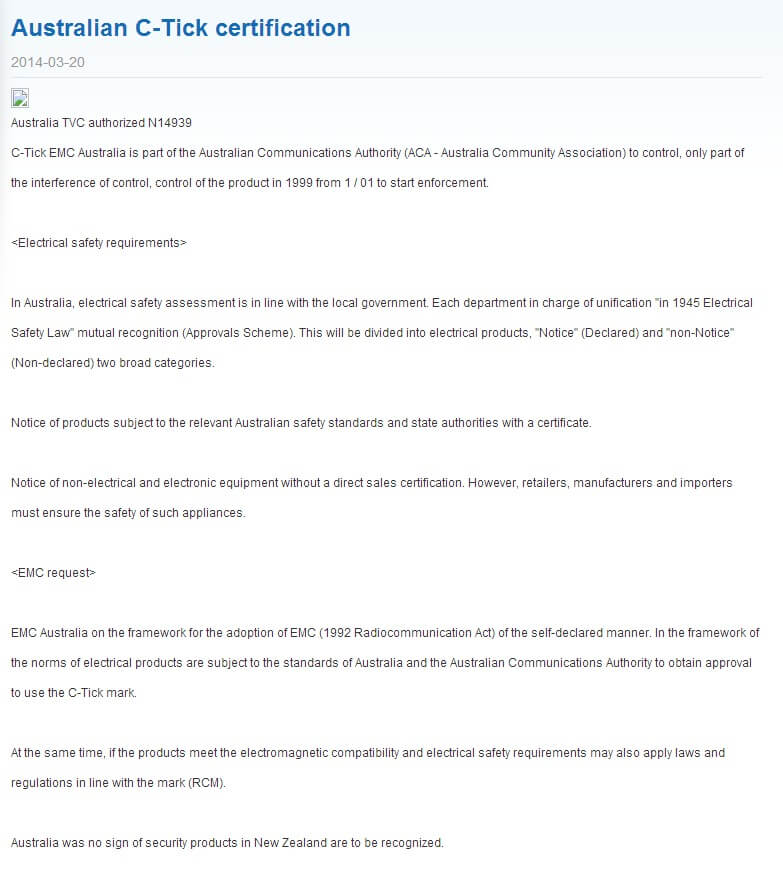 Australian C-Tick certification
2014-03-20
Australia TVC authorized N14939
C-Tick EMC Australia is part of the Australian Communications Authority (ACA - Australia Community Association) to control, only part of
the interference of control, control of the product in 1999 from 1 / 01 to start enforcement.
<Electrical safety requirements>
In Australia, electrical safety assessment is in line with the local government. Each department in charge of unification "in 1945 Electrical
Safety Law" mutual recognition (Approvals Scheme). This will be divided into electrical products, "Notice" (Declared) and "non-Notice"
(Non-declared) two broad categories.
Notice of products subject to the relevant Australian safety standards and state authorities with a certificate.
Notice of non-electrical and electronic equipment without a direct sales certification. However, retailers, manufacturers and importers
must ensure the safety of such appliances.
<EMC request>
EMC Australia on the framework for the adoption of EMC (1992 Radiocommunication Act) of the self-declared manner. In the framework of
the norms of electrical products are subject to the standards of Australia and the Australian Communications Authority to obtain approval
to use the C-Tick mark.
At the same time, if the products meet the electromagnetic compatibility and electrical safety requirements may also apply laws and
regulations in line with the mark (RCM).
Australia was no sign of security products in New Zealand are to be recognized.